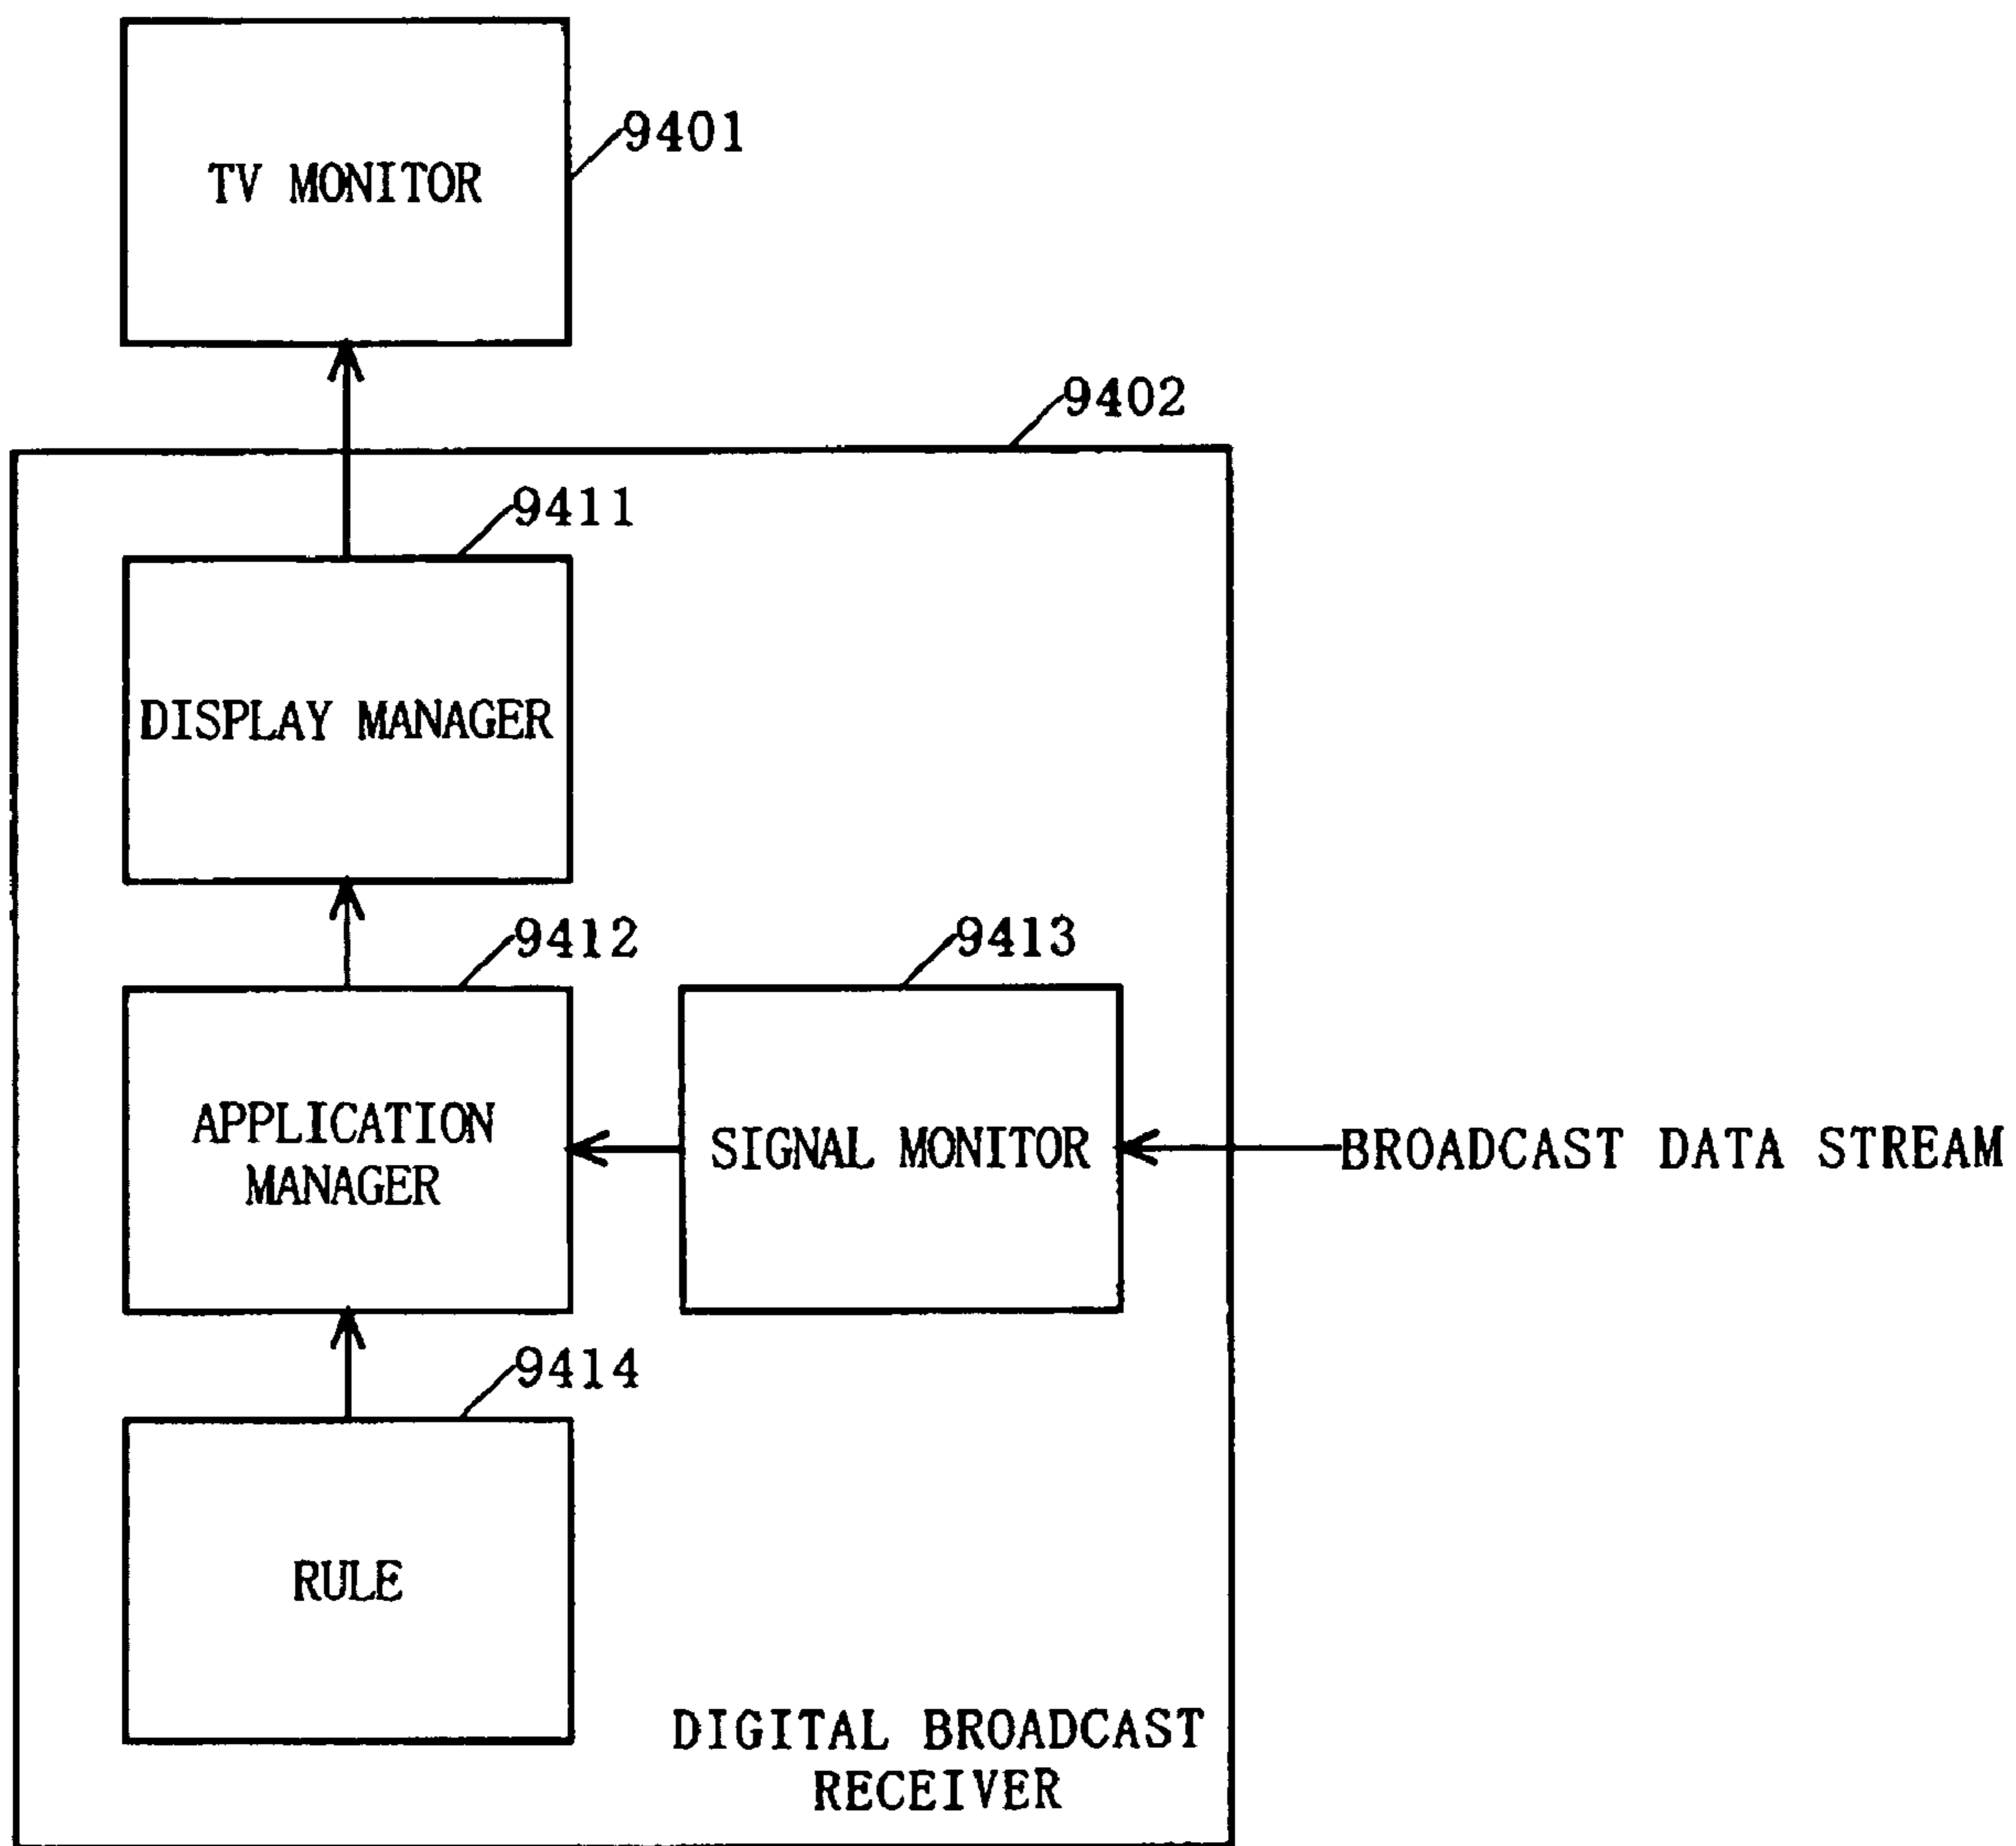 9401
TV MONITOR
9402
9411
DISPLAY MANAGER
9412
9413
APPLICATION
MANAGER
SIGNAL MONITOR
BROADCAST DATA STREAM
9414
RULE
DIGITAL BROADCAST
RECEIVER